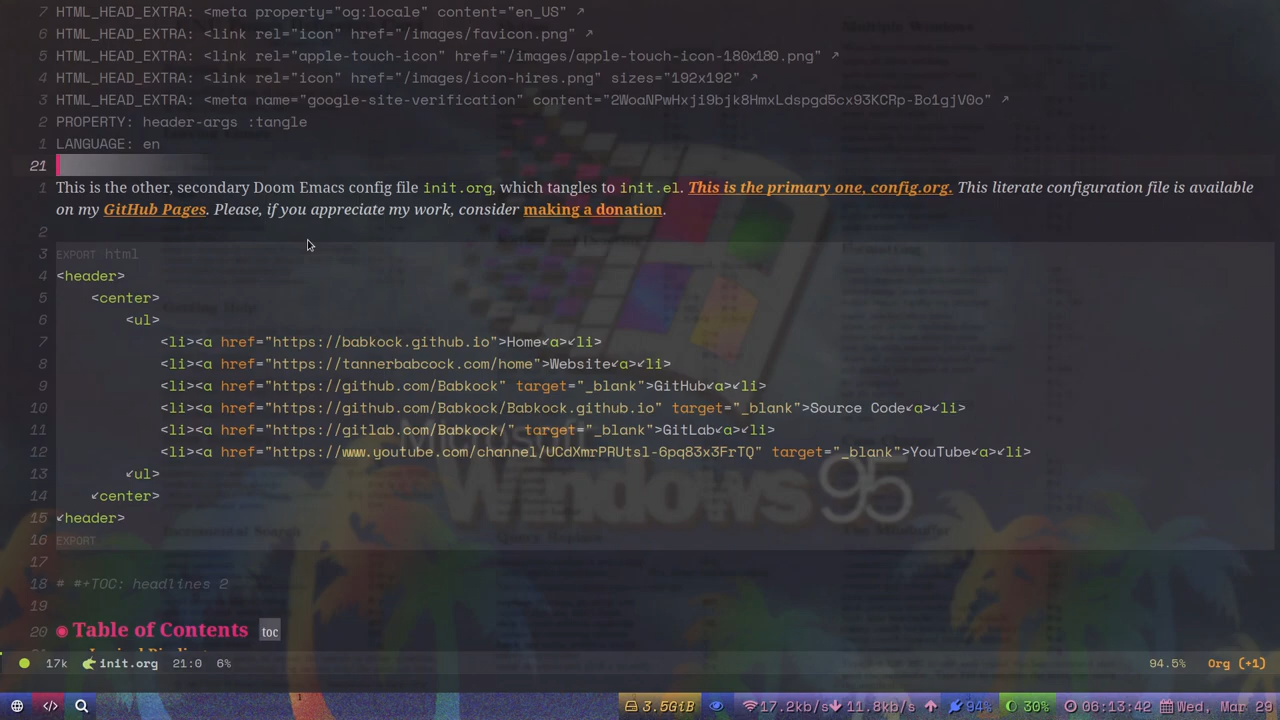 7 HTML_HEAD_EXTRA: <meta property="og:locale" content="en_US" ↗
6 HTML_HEAD_EXTRA: <link rel="icon" href="/images/favicon.png" ↗
5 HTML_HEAD_EXTRA: <link rel="apple-touch-icon" href="/images/apple-touch-icon-180x180.png" ↗
4 HTML_HEAD_EXTRA: <link rel="icon" href="/images/icon-hires.png" sizes="192x192" ↗
3 HTML_HEAD_EXTRA: <meta name="google-site-verification" content="2WoaNPwHxji9bjk8HmxLdspgd5cx93KCRp-Bo1gjV0o" ↗
2 PROPERTY: header-args :tangle
1 LANGUAGE: en
21
1 This is the other, secondary Doom Emacs config file init.org, which tangles to init.el. This is the primary one, config.org. This literate configuration file is available
on my GitHub Pages. Please, if you appreciate my work, consider making a donation.
2
3 EXPORT html
4 <header>
5 <center>
6 <ul>
7 <li><a href="https://babkock.github.io">Home↙a>↙li>
8 <li><a href="https://tannerbabcock.com/home">Website↙a>↙li>
9 <li><a href="https://github.com/Babkock" target="_blank">GitHub↙a>↙li>
10 <li><a href="https://github.com/Babkock/Babkock.github.io" target="_blank">Source Code↙a>↙li>
11 <li><a href="https://gitlab.com/Babkock/" target="_blank">GitLab↙a>↙li>
12 <li><a href="https://www.youtube.com/channel/UCdXmrPRUtsl-6pq83x3FrTQ" target="_blank">YouTube↙a>↙li>
13 ↙ul>
14 ↙center>
15 ↙header>
16 EXPORT
17
18 # #+TOC: headlines 2
19
20 ◉ Table of Contents toc
Microsoft
Windows 95
17k init.org 21:0 6% 94.5% Org (+1)
</> 3.5GiB 17.2kb/s 11.8kb/s 94% 30% 06:13:42 Wed, Mar 29